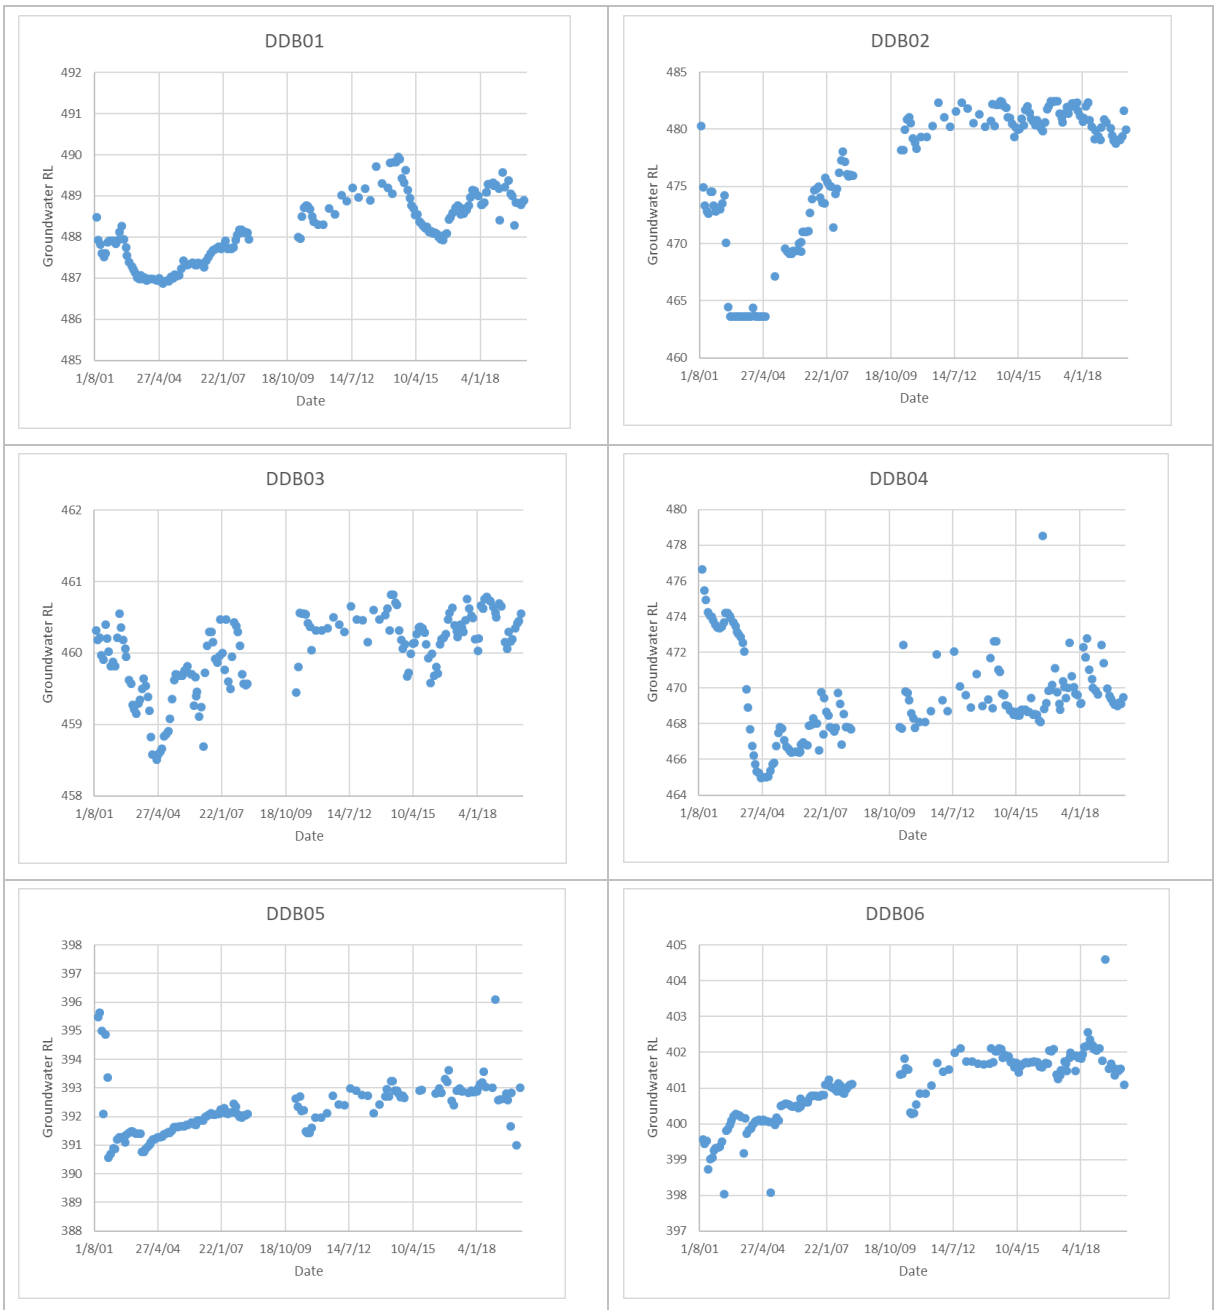 DDB01
492
491
490
489
488
487
486
485
Groundwater RL
1/8/01 27/4/04 22/1/07 18/10/09 14/7/12 10/4/15 4/1/18
Date
DDB02
485
480
475
470
465
460
Groundwater RL
1/8/01 27/4/04 22/1/07 18/10/09 14/7/12 10/4/15 4/1/18
Date
DDB03
462
461
460
459
458
Groundwater RL
1/8/01 27/4/04 22/1/07 18/10/09 14/7/12 10/4/15 4/1/18
Date
DDB04
480
478
476
474
472
470
468
466
464
Groundwater RL
1/8/01 27/4/04 22/1/07 18/10/09 14/7/12 10/4/15 4/1/18
Date
DDB05
398
397
396
395
394
393
392
391
390
389
388
Groundwater RL
1/8/01 27/4/04 22/1/07 18/10/09 14/7/12 10/4/15 4/1/18
Date
DDB06
405
404
403
402
401
400
399
398
397
Groundwater RL
1/8/01 27/4/04 22/1/07 18/10/09 14/7/12 10/4/15 4/1/18
Date